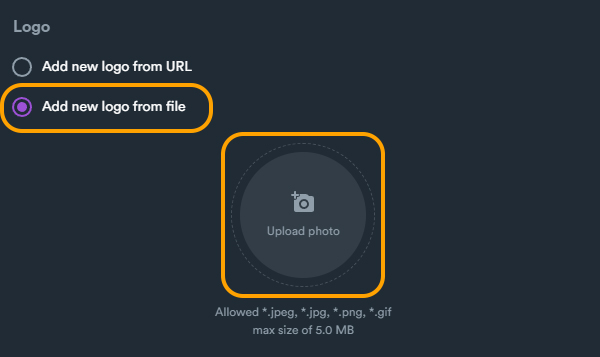 Logo
Add new logo from URL
Add new logo from file
Upload photo
Allowed *.jpeg, *.jpg, *.png, *.gif
max size of 5.0 MB